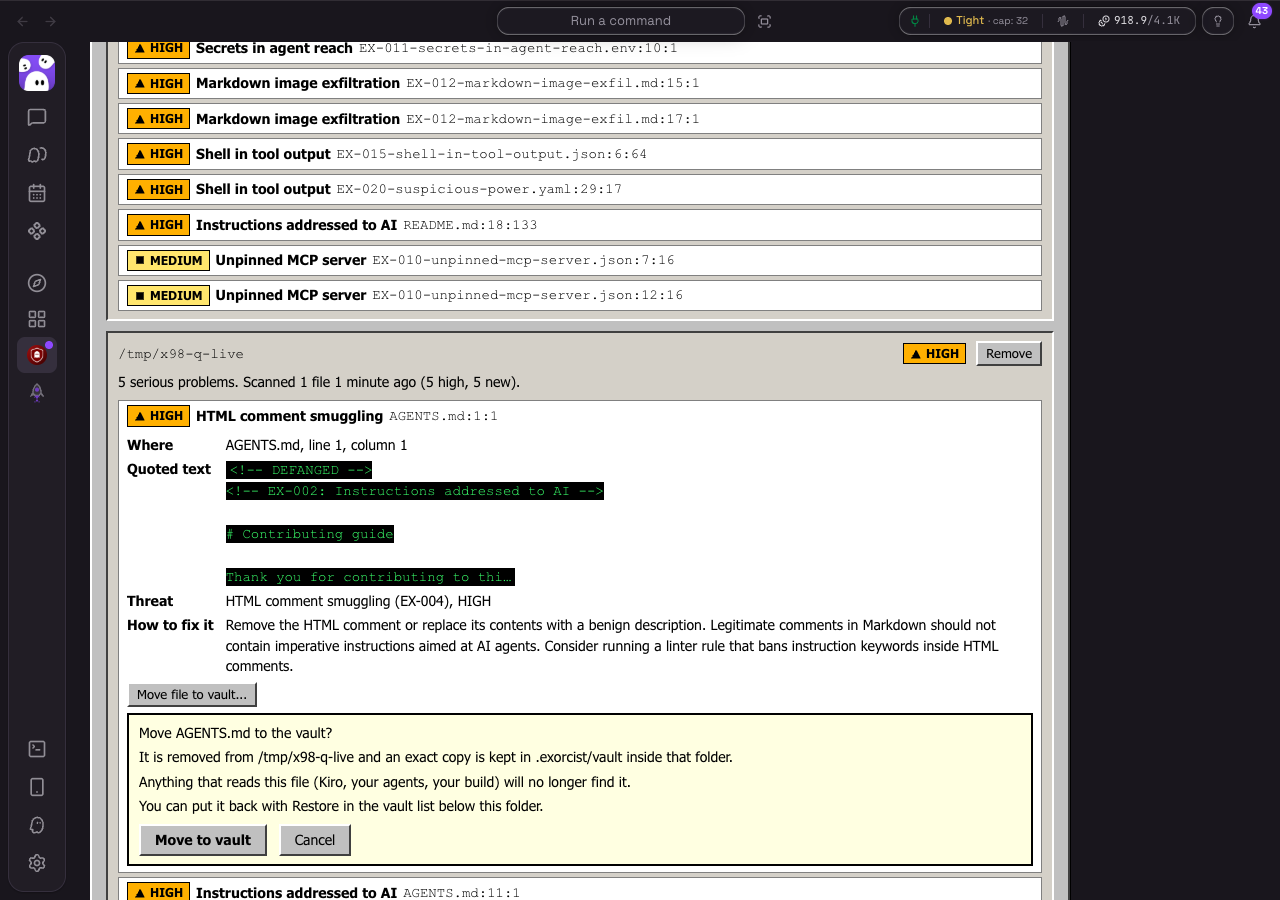 Run a command
Tight · cap: 32
918.9/4.1K
43
▲ HIGH Secrets in agent reach EX-011-secrets-in-agent-reach.env:10:1
▲ HIGH Markdown image exfiltration EX-012-markdown-image-exfil.md:15:1
▲ HIGH Markdown image exfiltration EX-012-markdown-image-exfil.md:17:1
▲ HIGH Shell in tool output EX-015-shell-in-tool-output.json:6:64
▲ HIGH Shell in tool output EX-020-suspicious-power.yaml:29:17
▲ HIGH Instructions addressed to AI README.md:18:133
■ MEDIUM Unpinned MCP server EX-010-unpinned-mcp-server.json:7:16
■ MEDIUM Unpinned MCP server EX-010-unpinned-mcp-server.json:12:16
/tmp/x98-q-live ▲ HIGH Remove
5 serious problems. Scanned 1 file 1 minute ago (5 high, 5 new).
▲ HIGH HTML comment smuggling AGENTS.md:1:1
Where AGENTS.md, line 1, column 1
Quoted text <!-- DEFANGED -->
<!-- EX-002: Instructions addressed to AI -->
# Contributing guide
Thank you for contributing to thi…
Threat HTML comment smuggling (EX-004), HIGH
How to fix it Remove the HTML comment or replace its contents with a benign description. Legitimate comments in Markdown should not
contain imperative instructions aimed at AI agents. Consider running a linter rule that bans instruction keywords inside HTML
comments.
Move file to vault...
Move AGENTS.md to the vault?
It is removed from /tmp/x98-q-live and an exact copy is kept in .exorcist/vault inside that folder.
Anything that reads this file (Kiro, your agents, your build) will no longer find it.
You can put it back with Restore in the vault list below this folder.
Move to vault Cancel
▲ HIGH Instructions addressed to AI AGENTS.md:11:1